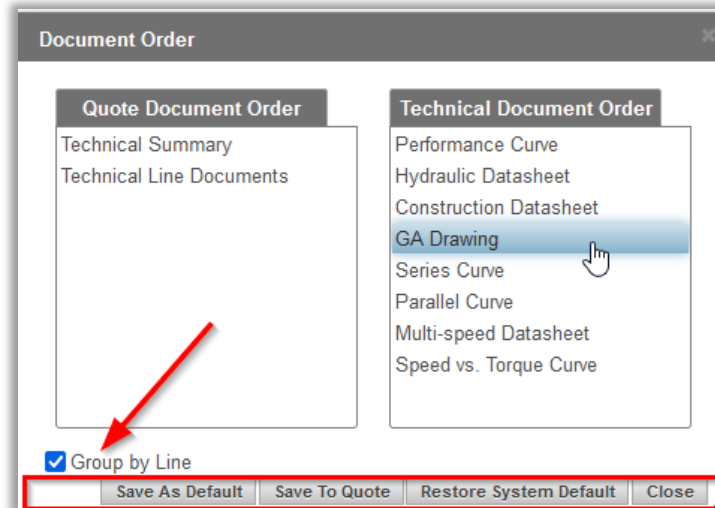 Document Order
Quote Document Order
Technical Summary
Technical Line Documents
Technical Document Order
Performance Curve
Hydraulic Datasheet
Construction Datasheet
GA Drawing
Series Curve
Parallel Curve
Multi-speed Datasheet
Speed vs. Torque Curve
Group by Line
Save As Default Save To Quote Restore System Default Close